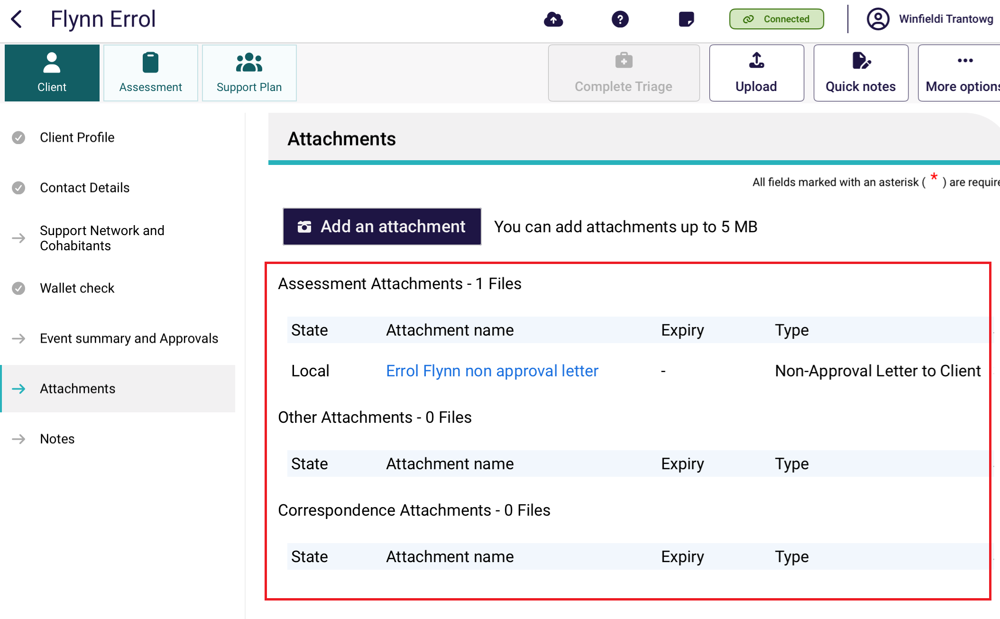 Flynn Errol
Connected
Winfieldi Trantowg
Client
Assessment
Support Plan
Complete Triage
Upload
Quick notes
More options
Client Profile
Contact Details
Support Network and
Cohabitants
Wallet check
Event summary and Approvals
Attachments
Notes
Attachments
All fields marked with an asterisk ( * ) are require
Add an attachment
You can add attachments up to 5 MB
Assessment Attachments - 1 Files
State Attachment name Expiry Type
Local Errol Flynn non approval letter - Non-Approval Letter to Client
Other Attachments - 0 Files
State Attachment name Expiry Type
Correspondence Attachments - 0 Files
State Attachment name Expiry Type